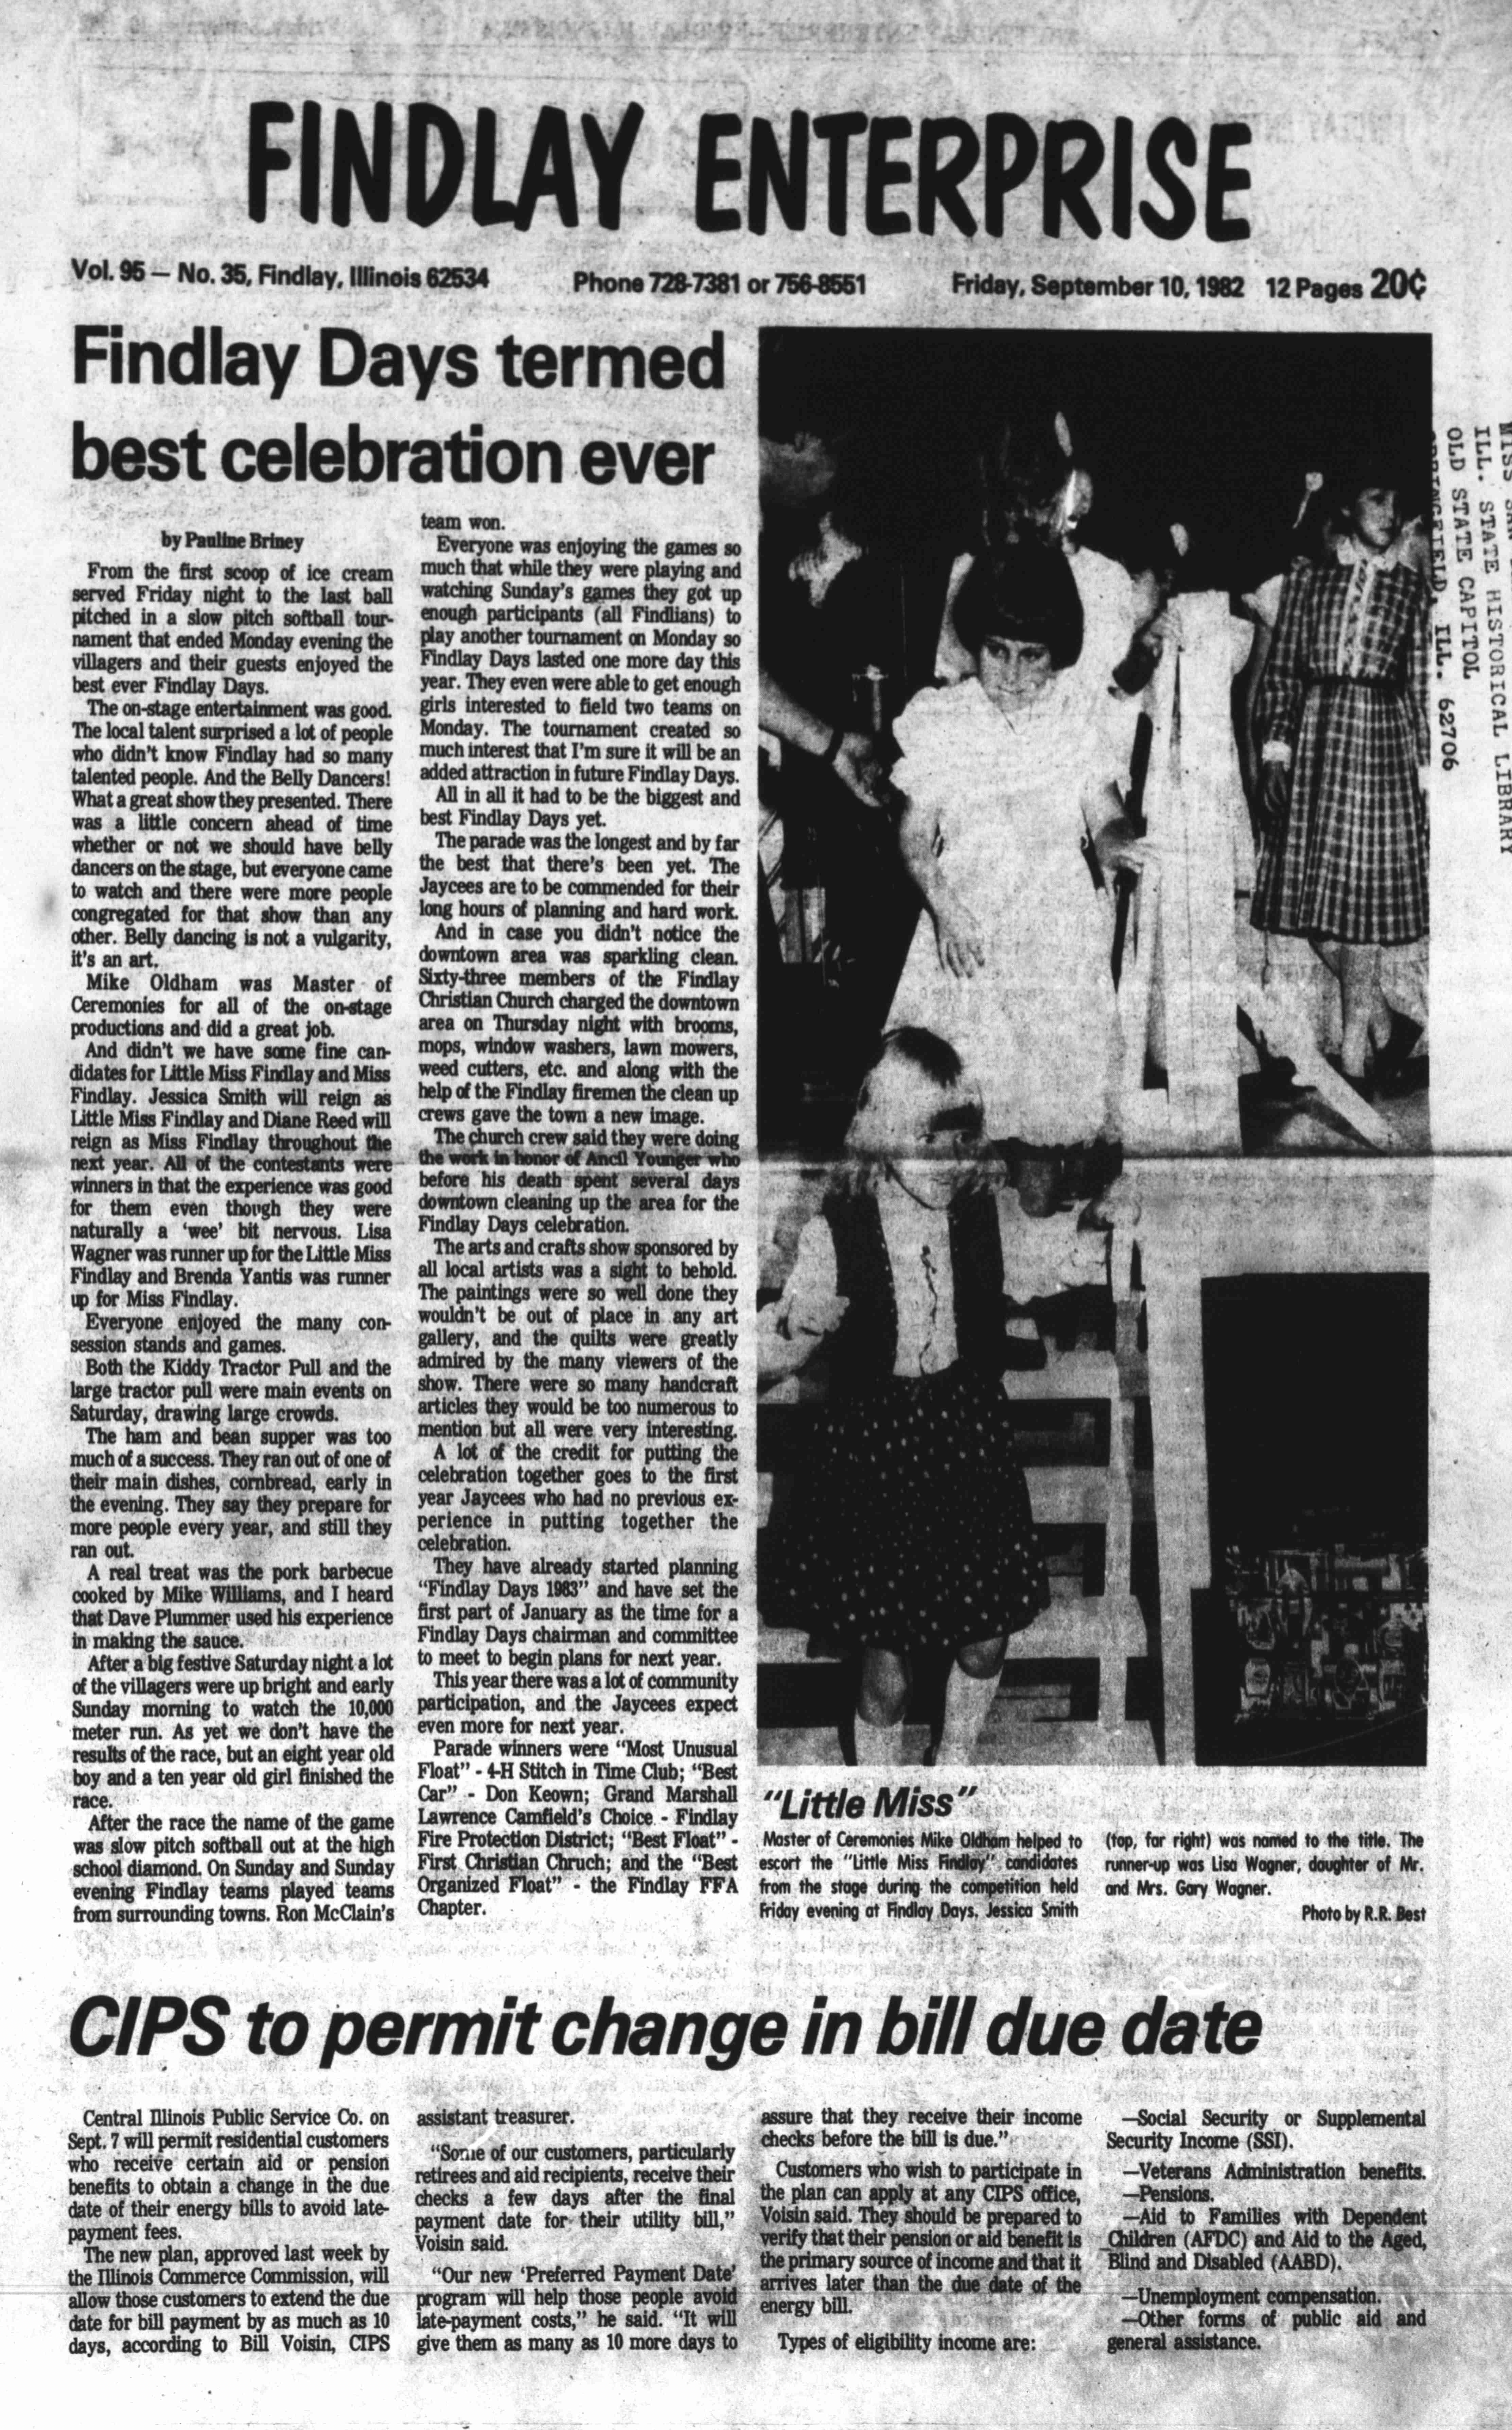 FINDLAY ENTERPRISE
Vol. 95 — No. 35, Findlay, Illinois 62534
Phone 728-7381 or 756-8551
Friday, September 10, 1982 12 Pages 20¢
Findlay Days termed
best celebration ever
by Pauline Briney
From the first scoop of ice cream
served Friday night to the last ball
pitched in a slow pitch softball tour-
nament that ended Monday evening the
villagers and their guests enjoyed the
best ever Findlay Days.
The on-stage entertainment was good.
The local talent surprised a lot of people
who didn't know Findlay had so many
talented people. And the Belly Dancers!
What a great show they presented. There
was a little concern ahead of time
whether or not we should have belly
dancers on the stage, but everyone came
to watch and there were more people
congregated for that show than any
other. Belly dancing is not a vulgarity,
it's an art.
Mike Oldham was Master of
Ceremonies for all of the on-stage
productions and did a great job.
And didn't we have some fine can-
didates for Little Miss Findlay and Miss
Findlay. Jessica Smith will reign as
Little Miss Findlay and Diane Reed will
reign as Miss Findlay throughout the
next year. All of the contestants were
winners in that the experience was good
for them even though they were
naturally a 'wee' bit nervous. Lisa
Wagner was runner up for the Little Miss
Findlay and Brenda Yantis was runner
up for Miss Findlay.
Everyone enjoyed the many con-
session stands and games.
Both the Kiddy Tractor Pull and the
large tractor pull were main events on
Saturday, drawing large crowds.
The ham and bean supper was too
much of a success. They ran out of one of
their main dishes, cornbread, early in
the evening. They say they prepare for
more people every year, and still they
ran out.
A real treat was the pork barbecue
cooked by Mike Williams, and I heard
that Dave Plummer used his experience
in making the sauce.
After a big festive Saturday night a lot
of the villagers were up bright and early
Sunday morning to watch the 10,000
meter run. As yet we don't have the
results of the race, but an eight year old
boy and a ten year old girl finished the
race.
After the race the name of the game
was slow pitch softball out at the high
school diamond. On Sunday and Sunday
evening Findlay teams played teams
from surrounding towns. Ron McClain's
team won.
Everyone was enjoying the games so
much that while they were playing and
watching Sunday's games they got up
enough participants (all Findlians) to
play another tournament on Monday so
Findlay Days lasted one more day this
year. They even were able to get enough
girls interested to field two teams on
Monday. The tournament created so
much interest that I'm sure it will be an
added attraction in future Findlay Days.
All in all it had to be the biggest and
best Findlay Days yet.
The parade was the longest and by far
the best that there's been yet. The
Jaycees are to be commended for their
long hours of planning and hard work.
And in case you didn't notice the
downtown area was sparkling clean.
Sixty-three members of the Findlay
Christian Church charged the downtown
area on Thursday night with brooms,
mops, window washers, lawn mowers,
weed cutters, etc. and along with the
help of the Findlay firemen the clean up
crews gave the town a new image.
The church crew said they were doing
the work in honor of Ancil Younger who
before his death spent several days
downtown cleaning up the area for the
Findlay Days celebration.
The arts and crafts show sponsored by
all local artists was a sight to behold.
The paintings were so well done they
wouldn't be out of place in any art
gallery, and the quilts were greatly
admired by the many viewers of the
show. There were so many handcraft
articles they would be too numerous to
mention but all were very interesting.
A lot of the credit for putting the
celebration together goes to the first
year Jaycees who had no previous ex-
perience in putting together the
celebration.
They have already started planning
"Findlay Days 1983" and have set the
first part of January as the time for a
Findlay Days chairman and committee
to meet to begin plans for next year.
This year there was a lot of community
participation, and the Jaycees expect
even more for next year.
Parade winners were "Most Unusual
Float" - 4-H Stitch in Time Club; "Best
Car" - Don Keown; Grand Marshall
Lawrence Camfield's Choice - Findlay
Fire Protection District; "Best Float" -
First Christian Chruch; and the "Best
Organized Float" - the Findlay FFA
Chapter.
ILL. STATE HISTORICAL LIBRARY
OLD STATE CAPITOL
SPRINGFIELD, ILL. 62706
"Little Miss"
Master of Ceremonies Mike Oldham helped to
escort the "Little Miss Findlay" candidates
from the stage during the competition held
Friday evening at Findlay Days. Jessica Smith
(top, far right) was named to the title. The
runner-up was Lisa Wagner, daughter of Mr.
and Mrs. Gary Wagner.
Photo by R.R. Best
CIPS to permit change in bill due date
Central Illinois Public Service Co. on
Sept. 7 will permit residential customers
who receive certain aid or pension
benefits to obtain a change in the due
date of their energy bills to avoid late-
payment fees.
The new plan, approved last week by
the Illinois Commerce Commission, will
allow those customers to extend the due
date for bill payment by as much as 10
days, according to Bill Voisin, CIPS
assistant treasurer.
"Some of our customers, particularly
retirees and aid recipients, receive their
checks a few days after the final
payment date for their utility bill,"
Voisin said.
"Our new 'Preferred Payment Date'
program will help those people avoid
late-payment costs," he said. "It will
give them as many as 10 more days to
assure that they receive their income
checks before the bill is due."
Customers who wish to participate in
the plan can apply at any CIPS office,
Voisin said. They should be prepared to
verify that their pension or aid benefit is
the primary source of income and that it
arrives later than the due date of the
energy bill.
Types of eligibility income are:
—Social Security or Supplemental
Security Income (SSI).
—Veterans Administration benefits.
—Pensions.
—Aid to Families with Dependent
Children (AFDC) and Aid to the Aged,
Blind and Disabled (AABD).
—Unemployment compensation.
—Other forms of public aid and
general assistance.